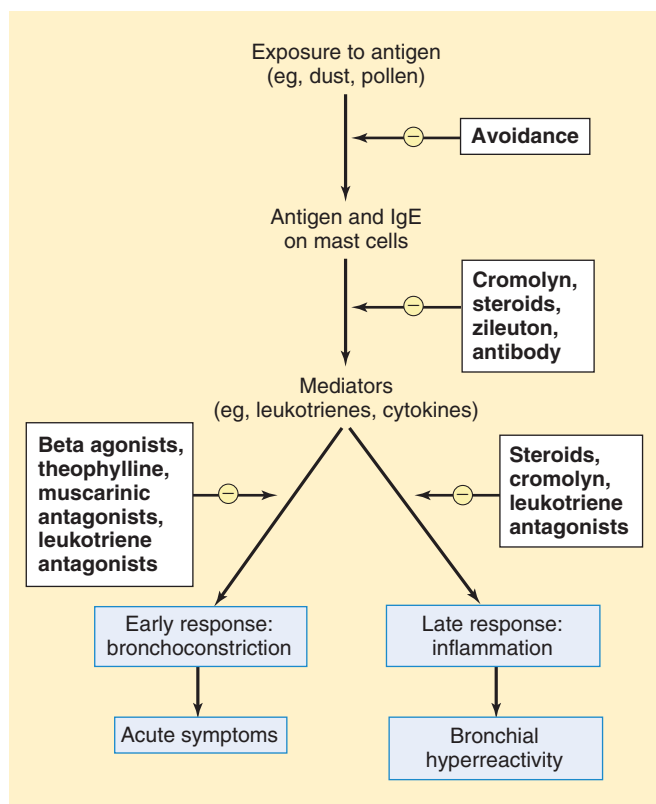 Exposure to antigen
(eg, dust, pollen)
−
Avoidance
Antigen and IgE
on mast cells
−
Cromolyn,
steroids,
zileuton,
antibody
Mediators
(eg, leukotrienes, cytokines)
Beta agonists,
theophylline,
muscarinic
antagonists,
leukotriene
antagonists
−
−
Steroids,
cromolyn,
leukotriene
antagonists
Early response:
bronchoconstriction
Late response:
inflammation
Acute symptoms
Bronchial
hyperreactivity